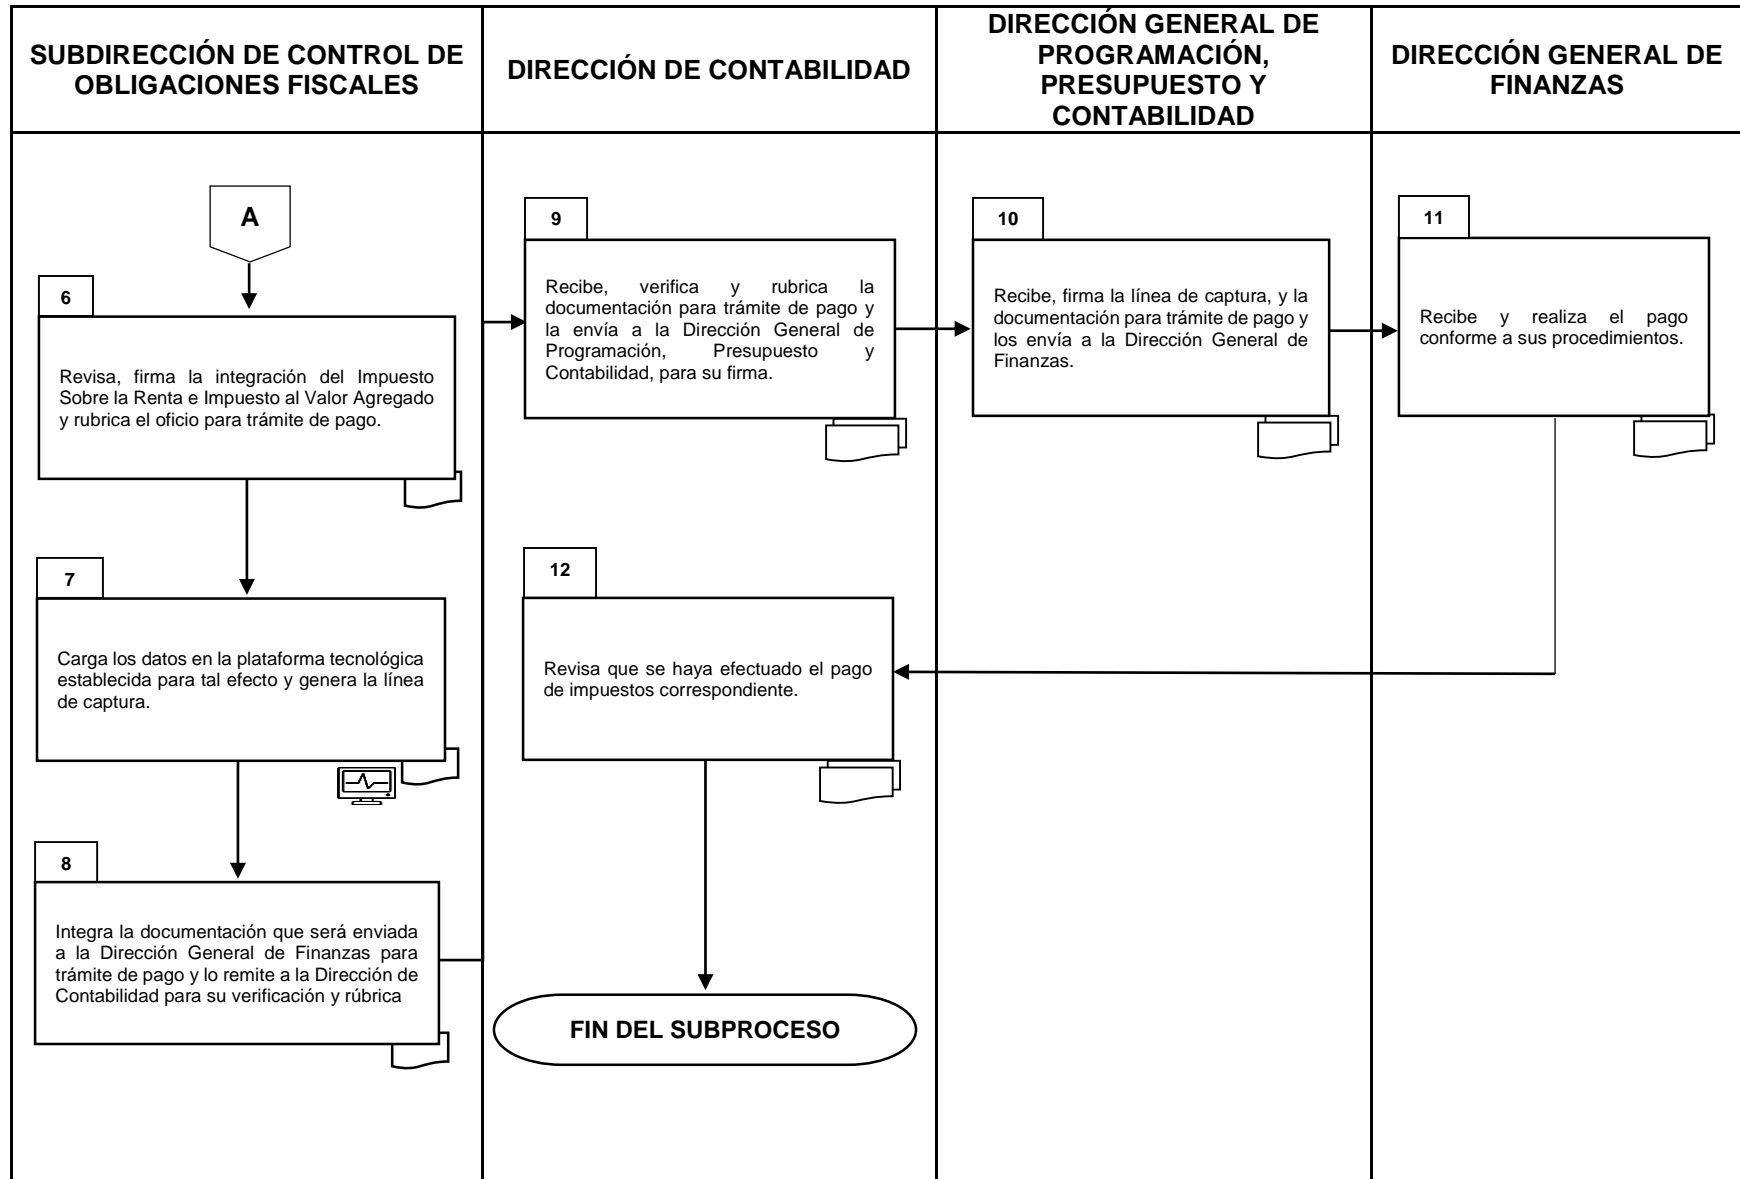 SUBDIRECCIÓN DE CONTROL DE
OBLIGACIONES FISCALES
DIRECCIÓN DE CONTABILIDAD
DIRECCIÓN GENERAL DE
PROGRAMACIÓN,
PRESUPUESTO Y
CONTABILIDAD
DIRECCIÓN GENERAL DE
FINANZAS
A
6
Revisa, firma la integración del Impuesto
Sobre la Renta e Impuesto al Valor Agregado
y rubrica el oficio para trámite de pago.
7
Carga los datos en la plataforma tecnológica
establecida para tal efecto y genera la línea
de captura.
8
Integra la documentación que será enviada
a la Dirección General de Finanzas para
trámite de pago y lo remite a la Dirección de
Contabilidad para su verificación y rúbrica
9
Recibe, verifica y rubrica la
documentación para trámite de pago y
la envía a la Dirección General de
Programación, Presupuesto y
Contabilidad, para su firma.
10
Recibe, firma la línea de captura, y la
documentación para trámite de pago y
los envía a la Dirección General de
Finanzas.
11
Recibe y realiza el pago
conforme a sus procedimientos.
12
Revisa que se haya efectuado el pago
de impuestos correspondiente.
FIN DEL SUBPROCESO